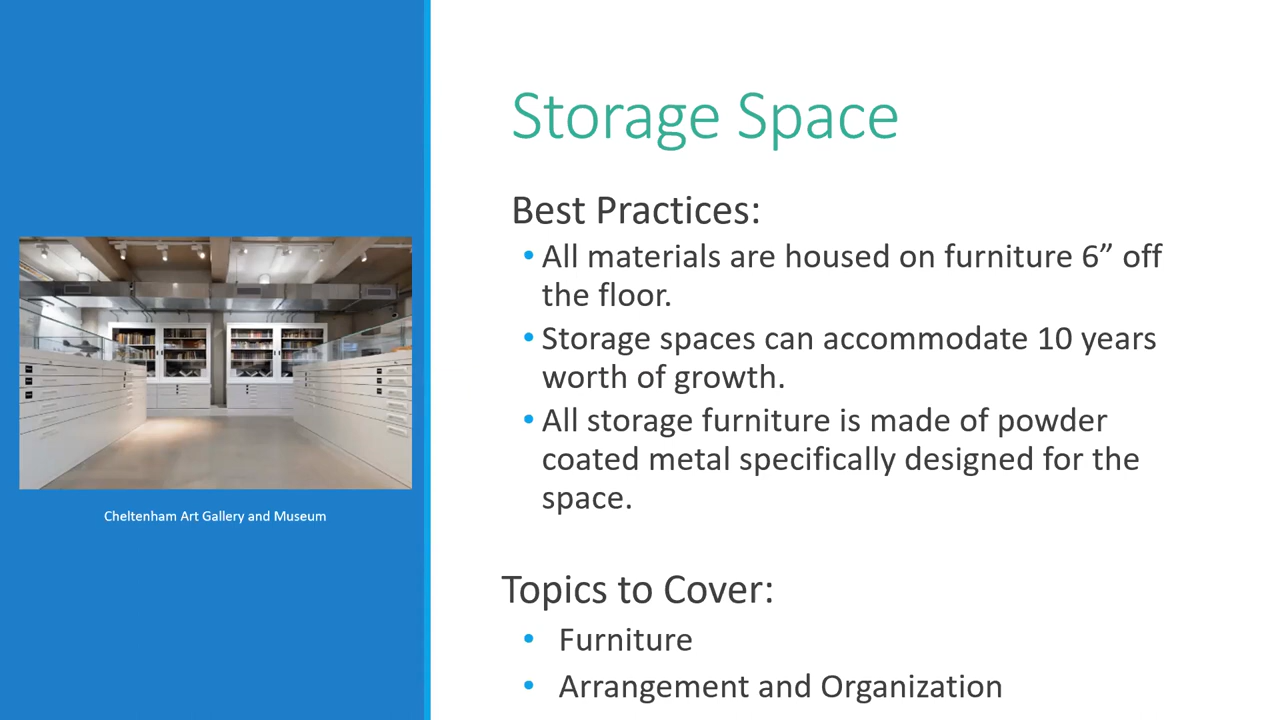 Storage Space
Best Practices:
• All materials are housed on furniture 6” off
the floor.
• Storage spaces can accommodate 10 years
worth of growth.
• All storage furniture is made of powder
coated metal specifically designed for the
space.
Cheltenham Art Gallery and Museum
Topics to Cover:
• Furniture
• Arrangement and Organization